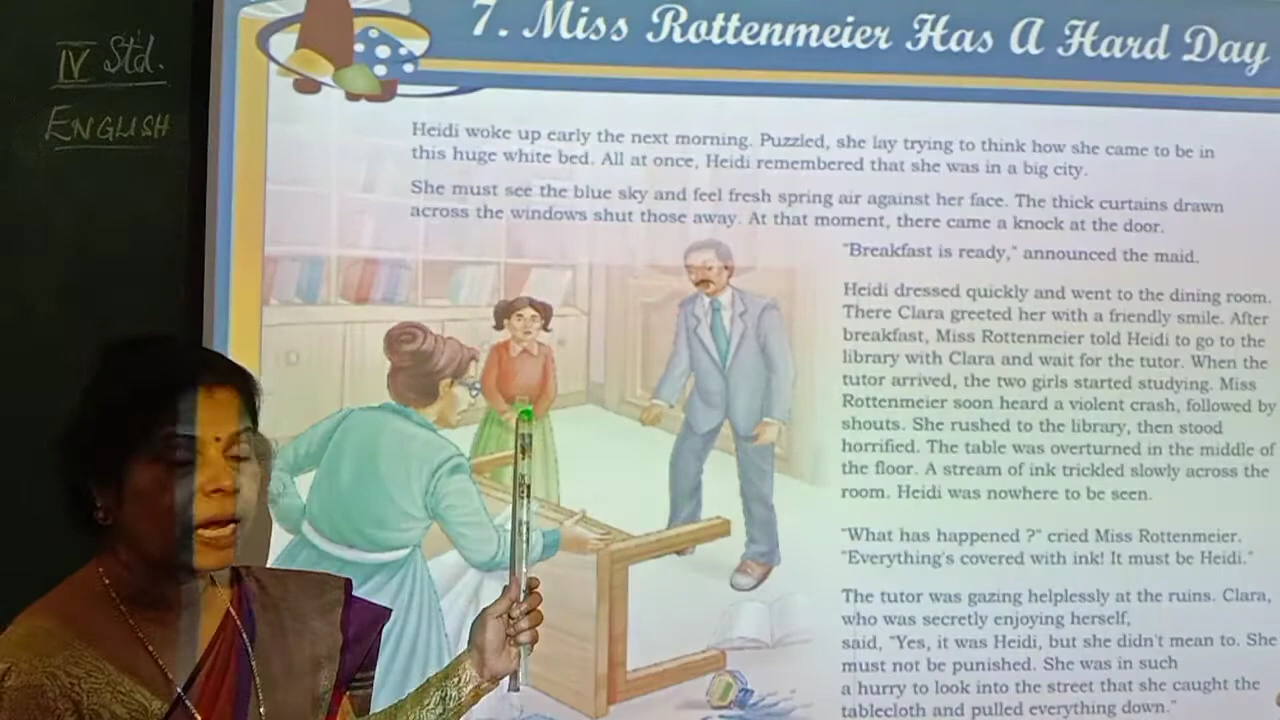 IV Std.
ENGLISH
7. Miss Rottenmeier Has A Hard Day
Heidi woke up early the next morning. Puzzled, she lay trying to think how she came to be in
this huge white bed. All at once, Heidi remembered that she was in a big city.
She must see the blue sky and feel fresh spring air against her face. The thick curtains drawn
across the windows shut those away. At that moment, there came a knock at the door.
"Breakfast is ready," announced the maid.
Heidi dressed quickly and went to the dining room.
There Clara greeted her with a friendly smile. After
breakfast, Miss Rottenmeier told Heidi to go to the
library with Clara and wait for the tutor. When the
tutor arrived, the two girls started studying. Miss
Rottenmeier soon heard a violent crash, followed by
shouts. She rushed to the library, then stood
horrified. The table was overturned in the middle of
the floor. A stream of ink trickled slowly across the
room. Heidi was nowhere to be seen.
"What has happened ?" cried Miss Rottenmeier.
"Everything's covered with ink! It must be Heidi."
The tutor was gazing helplessly at the ruins. Clara,
who was secretly enjoying herself,
said, "Yes, it was Heidi, but she didn't mean to. She
must not be punished. She was in such
a hurry to look into the street that she caught the
tablecloth and pulled everything down."